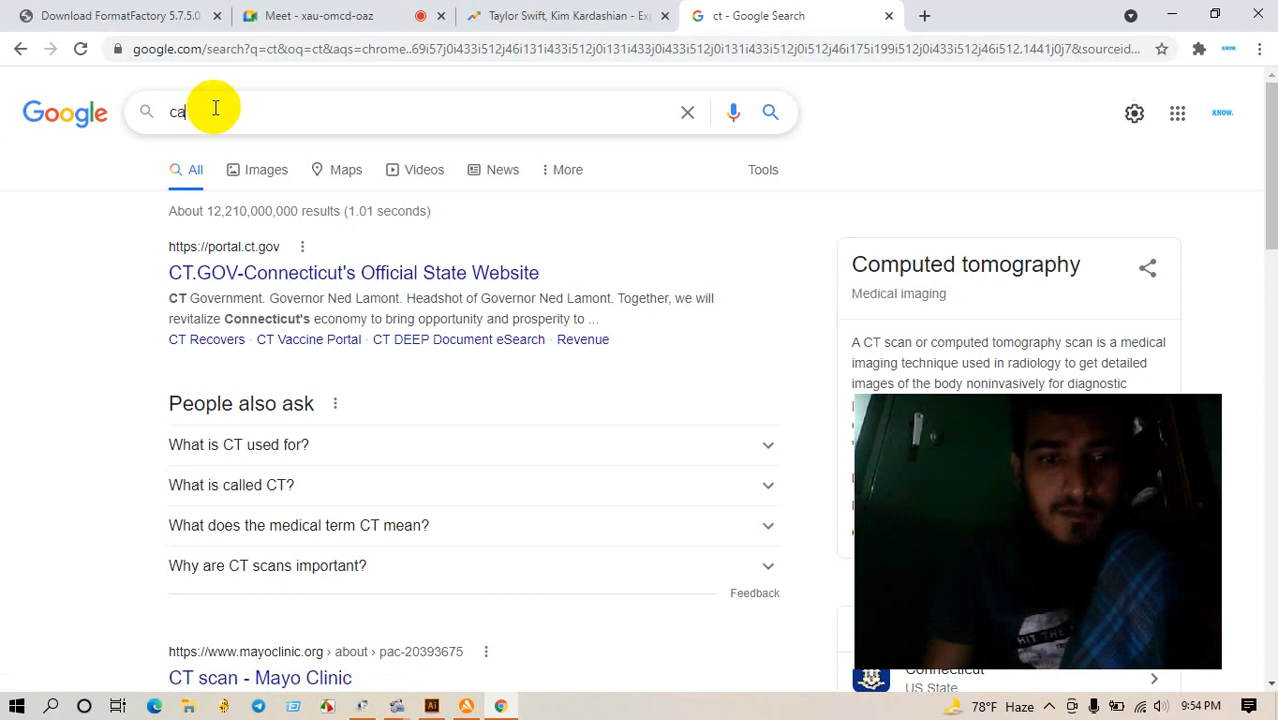 Download FormatFactory 5.7.5.0
Meet - xau-omcd-oaz
Taylor Swift, Kim Kardashian - Exp
ct - Google Search
google.com/search?q=ct&oq=ct&aqs=chrome..69i57j0i433i512j46i131i433i512j0i131i433j0i433i512j0i131i433i512j0i512j46i175i199i512j0i512j46i512.1441j0j7&sourceid...
KNOW.
Google
ca
KNOW.
All
Images
Maps
Videos
News
More
Tools
About 12,210,000,000 results (1.01 seconds)
https://portal.ct.gov
CT.GOV-Connecticut's Official State Website
CT Government. Governor Ned Lamont. Headshot of Governor Ned Lamont. Together, we will
revitalize Connecticut's economy to bring opportunity and prosperity to ...
CT Recovers · CT Vaccine Portal · CT DEEP Document eSearch · Revenue
People also ask
What is CT used for?
What is called CT?
What does the medical term CT mean?
Why are CT scans important?
Feedback
https://www.mayoclinic.org › about › pac-20393675
CT scan - Mayo Clinic
Computed tomography
Medical imaging
A CT scan or computed tomography scan is a medical
imaging technique used in radiology to get detailed
images of the body noninvasively for diagnostic
HIT THE
Connecticut
US State
78°F Haze
9:54 PM